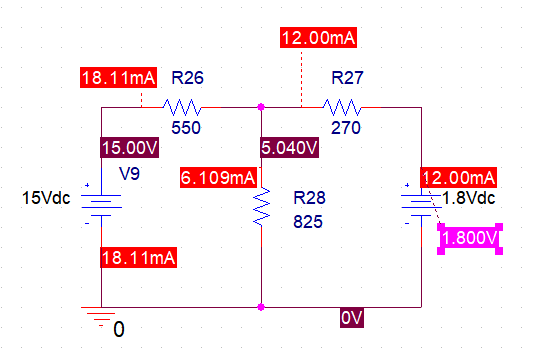 12.00mA
18.11mA
R26
R27
550
270
15.00V
5.040V
V9
6.109mA
12.00mA
15Vdc
R28
1.8Vdc
825
1.800V
18.11mA
0V
0